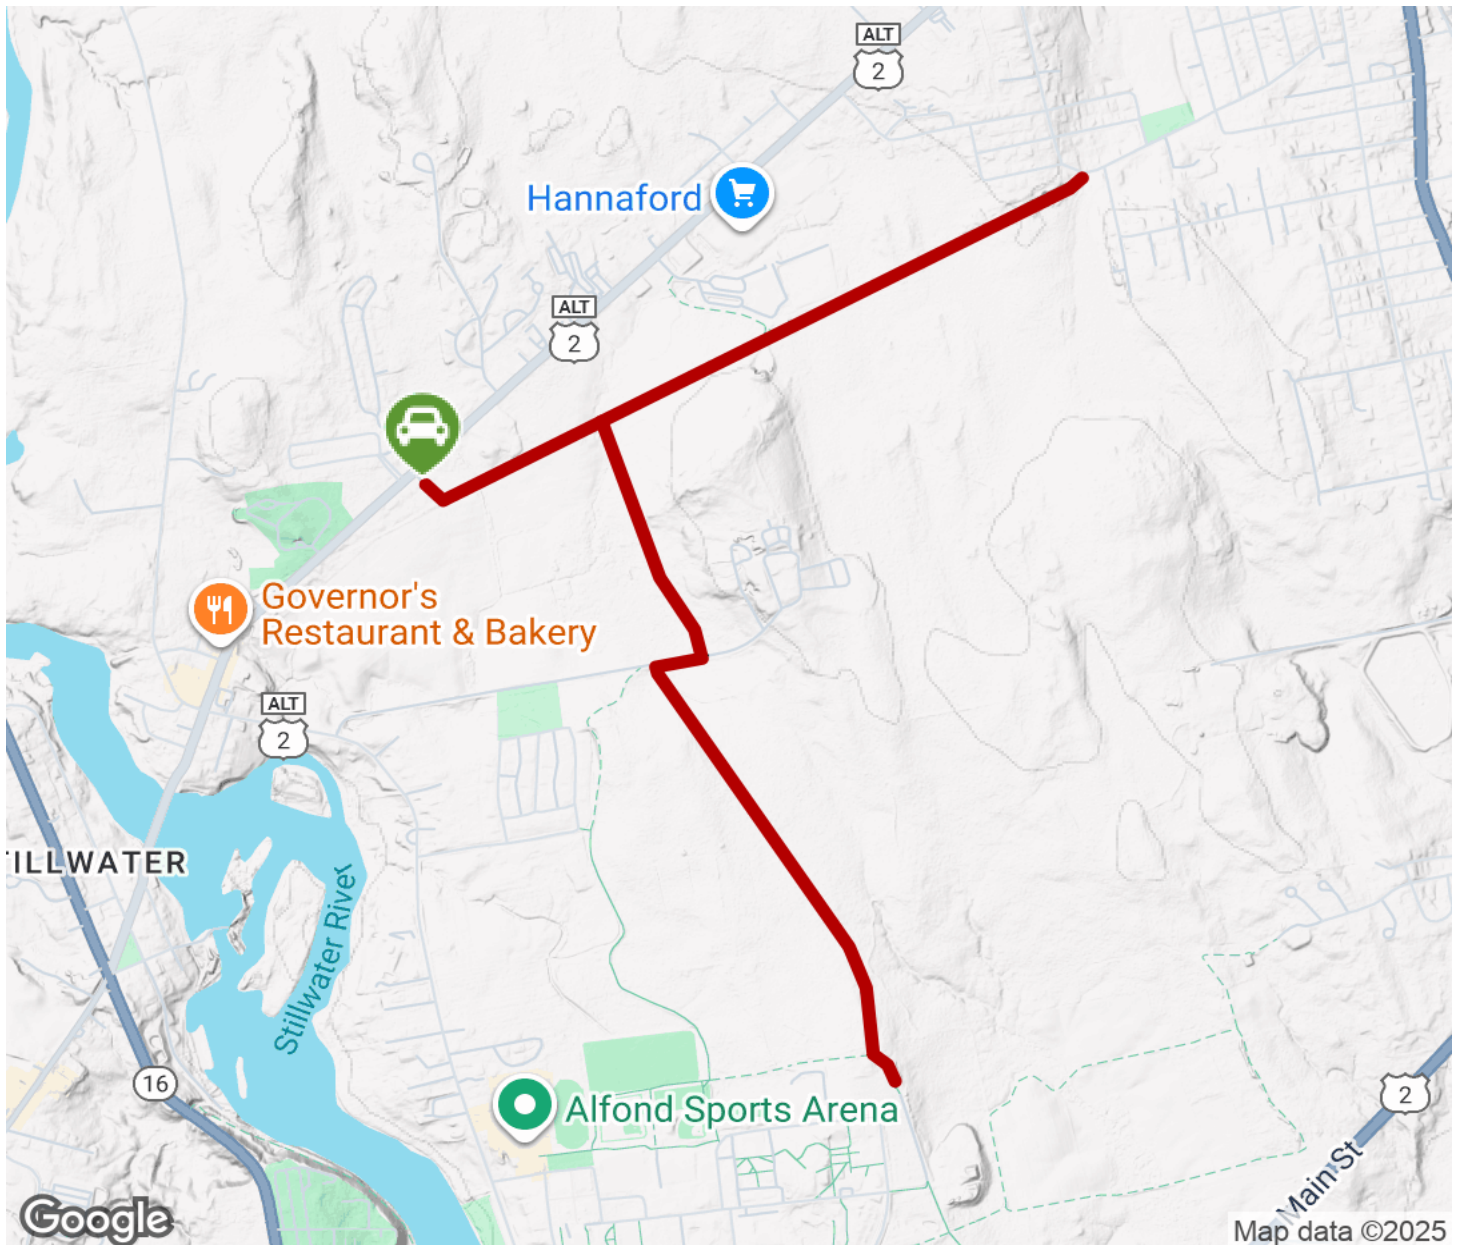 ALT
2
Hannaford
ALT
2
Governor's
Restaurant & Bakery
ALT
2
TILLWATER
Stillwater River
16
Alfond Sports Arena
2
Main St
Google
Map data ©2025